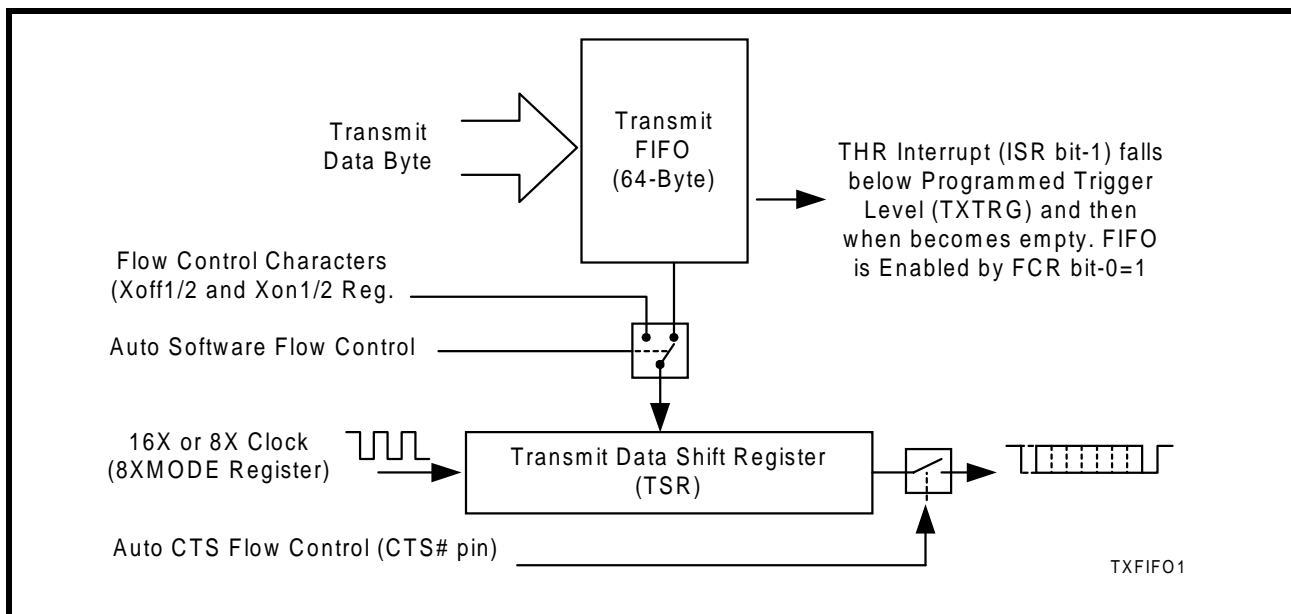 Transmit
Data Byte
Transmit
FIFO
(64-Byte)
THR Interrupt (ISR bit-1) falls
below Programmed Trigger
Level (TXTRG) and then
when becomes empty. FIFO
is Enabled by FCR bit-0=1
Flow Control Characters
(Xoff1/2 and Xon1/2 Reg.
Auto Software Flow Control
16X or 8X Clock
(8XMODE Register)
Transmit Data Shift Register
(TSR)
Auto CTS Flow Control (CTS# pin)
TXFIFO1